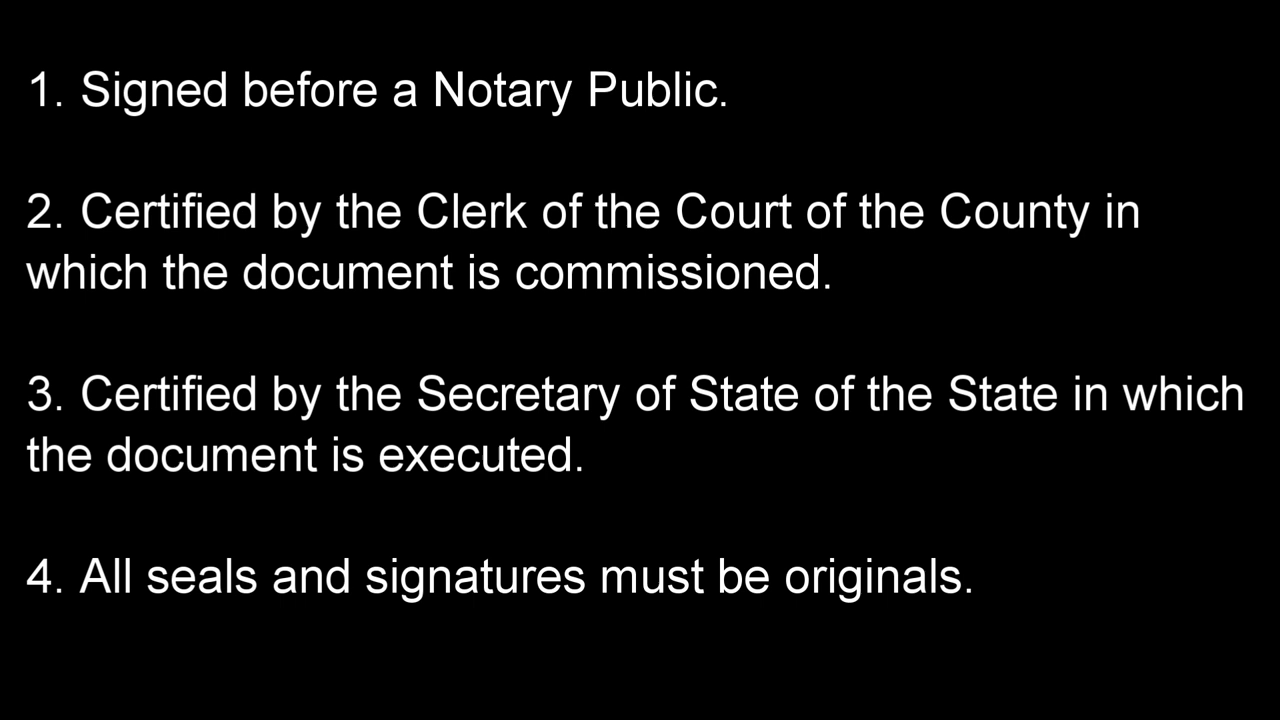 1. Signed before a Notary Public.
2. Certified by the Clerk of the Court of the County in
which the document is commissioned.
3. Certified by the Secretary of State of the State in which
the document is executed.
4. All seals and signatures must be originals.